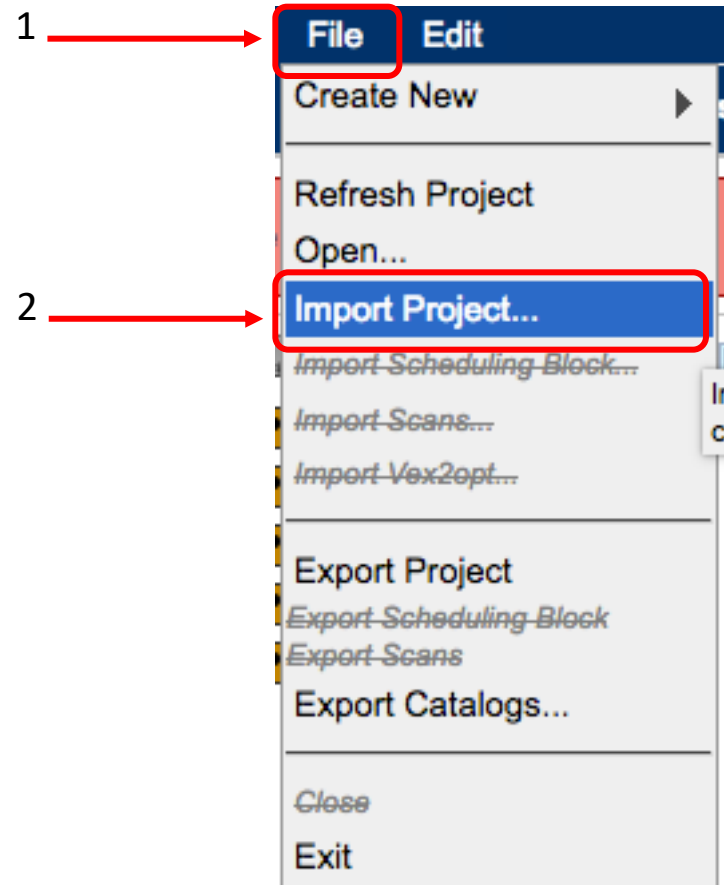 1
File Edit
Create New
Refresh Project
Open...
2
Import Project...
Import Scheduling Block...
Import Scans...
Import Vex2opt...
Export Project
Export Scheduling Block
Export Scans
Export Catalogs...
Close
Exit